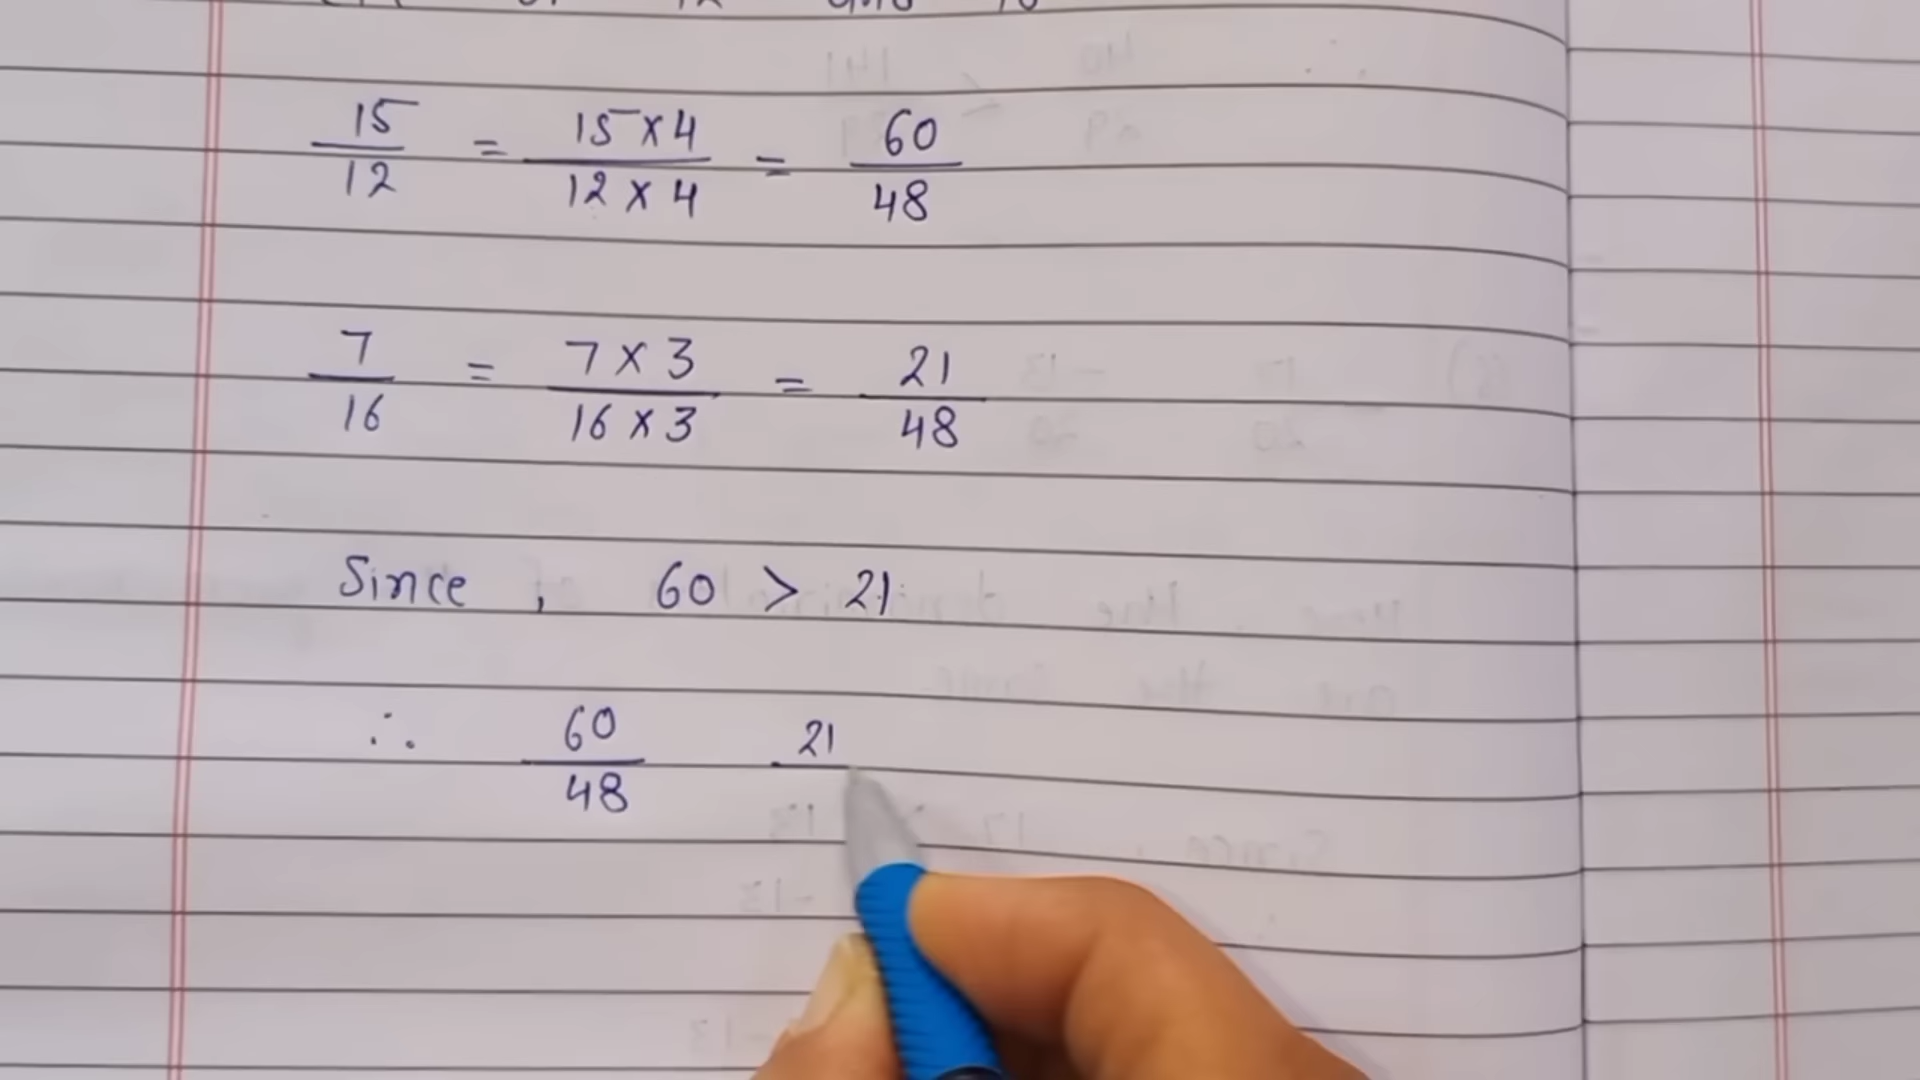 15/12 = 15 × 4/12 × 4 = 60/48
7/16 = 7 × 3/16 × 3 = 21/48
Since, 60 > 21
∴ 60/48 21